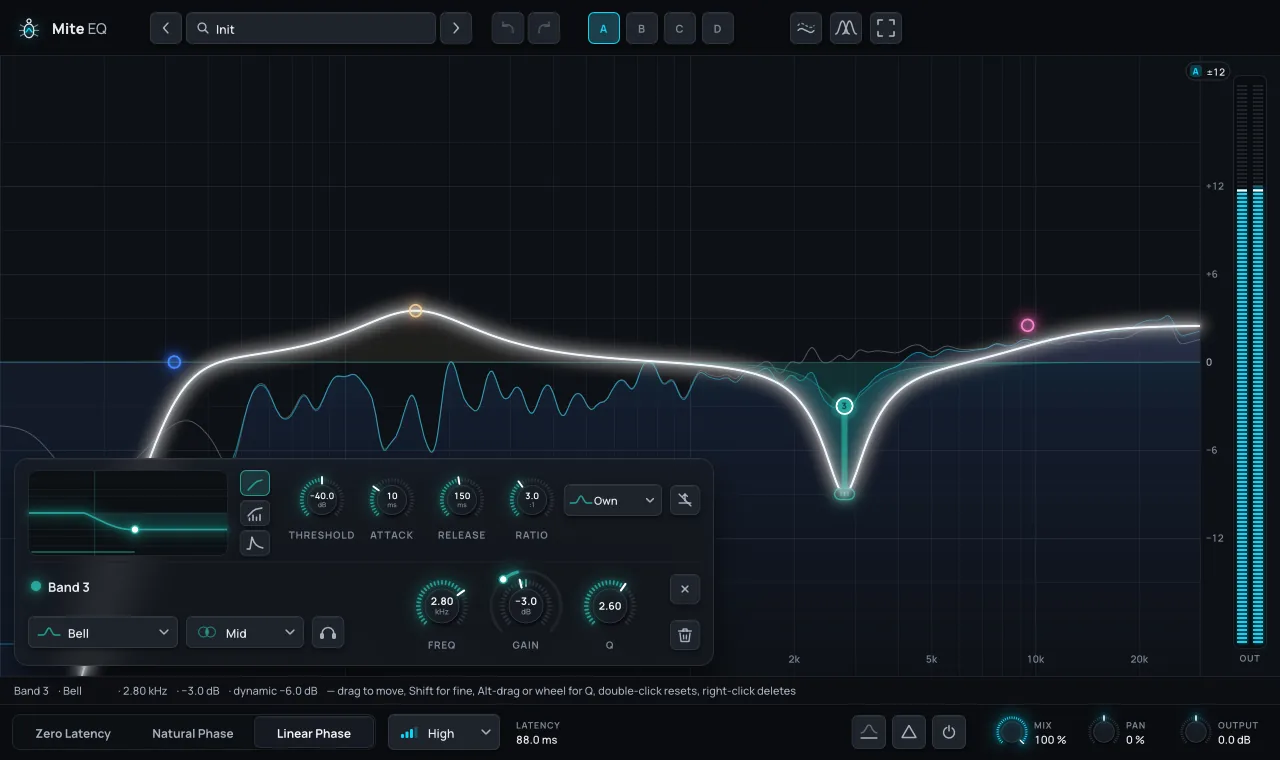 Mite EQ
Init
A
B
C
D
A ±12
+12
+6
0
−6
−12
3
−40.0
dB
10
ms
150
ms
3.0
:1
Own
THRESHOLD
ATTACK
RELEASE
RATIO
Band 3
2.80
kHz
−3.0
dB
2.60
Bell
Mid
FREQ
GAIN
Q
2k
5k
10k
20k
OUT
Band 3 · Bell · 2.80 kHz · −3.0 dB · dynamic −6.0 dB — drag to move, Shift for fine, Alt-drag or wheel for Q, double-click resets, right-click deletes
Zero Latency
Natural Phase
Linear Phase
High
LATENCY
88.0 ms
MIX
100 %
PAN
0 %
OUTPUT
0.0 dB